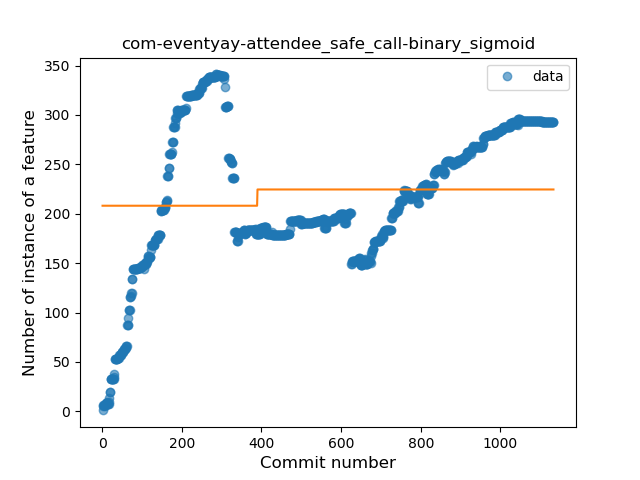 com-eventyay-attendee_safe_call-binary_sigmoid
data
Number of instance of a feature
350
300
250
200
150
100
50
0
0 200 400 600 800 1000
Commit number